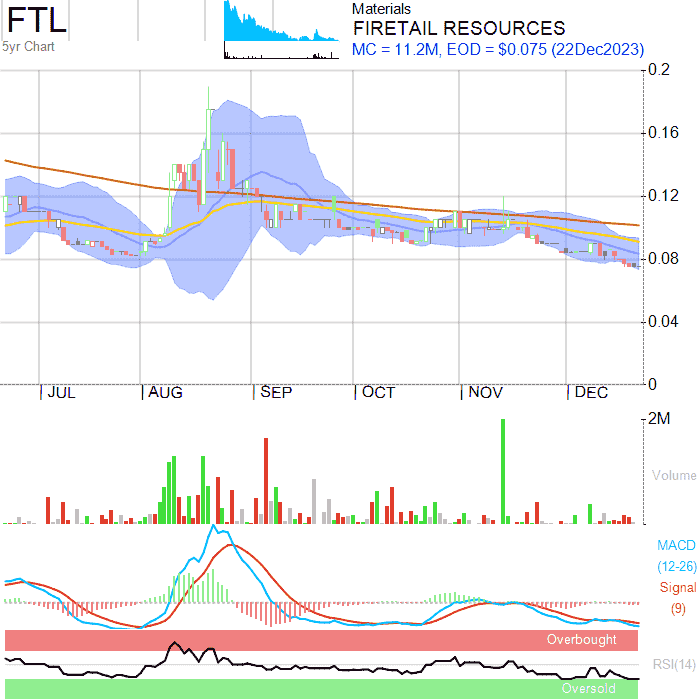 FTL
5yr Chart
Materials
FIRETAIL RESOURCES
MC = 11.2M, EOD = $0.075 (22Dec2023)
0.2
0.16
0.12
0.08
0.04
0
JUL AUG SEP OCT NOV DEC
2M
Volume
MACD
(12-26)
Signal
(9)
Overbought
RSI(14)
Oversold